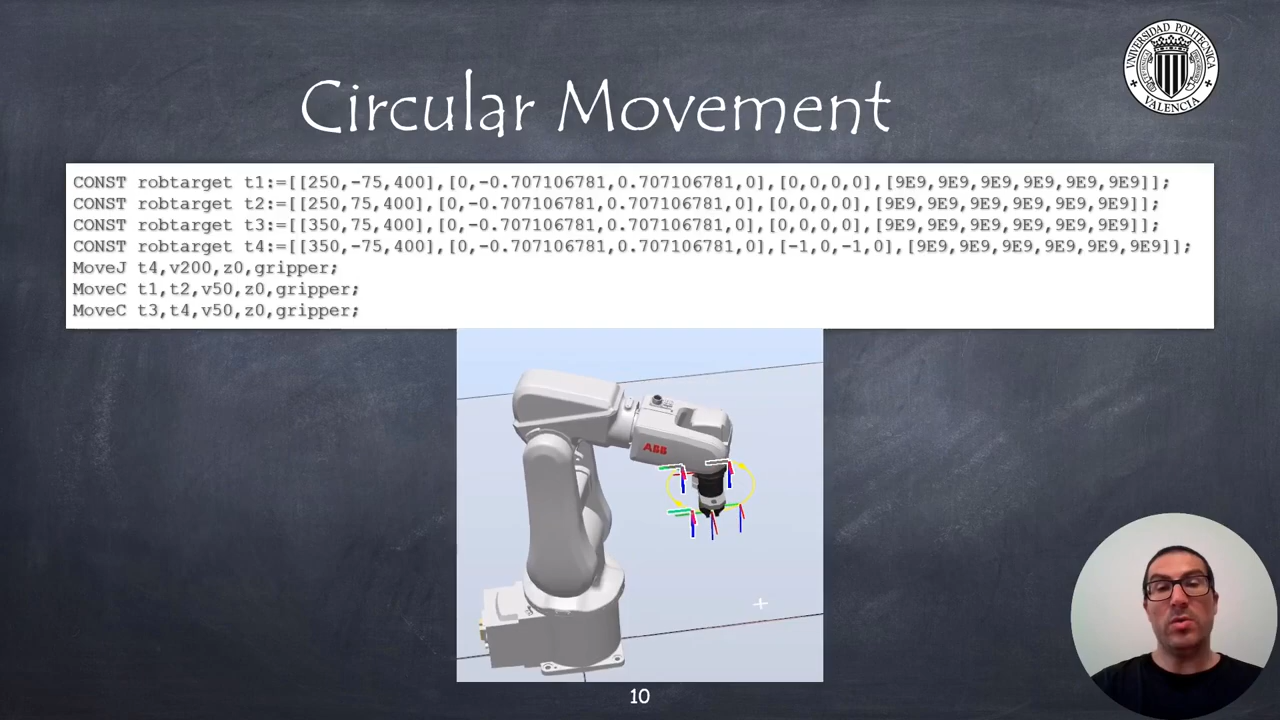 UNIVERSIDAD POLITECNICA
VALENCIA
Circular Movement
CONST robtarget t1:=[[250,-75,400],[0,-0.707106781,0.707106781,0],[0,0,0,0],[9E9,9E9,9E9,9E9,9E9,9E9]];
CONST robtarget t2:=[[250,75,400],[0,-0.707106781,0.707106781,0],[0,0,0,0],[9E9,9E9,9E9,9E9,9E9,9E9]];
CONST robtarget t3:=[[350,75,400],[0,-0.707106781,0.707106781,0],[0,0,0,0],[9E9,9E9,9E9,9E9,9E9,9E9]];
CONST robtarget t4:=[[350,-75,400],[0,-0.707106781,0.707106781,0],[-1,0,-1,0],[9E9,9E9,9E9,9E9,9E9,9E9]];
MoveJ t4,v200,z0,gripper;
MoveC t1,t2,v50,z0,gripper;
MoveC t3,t4,v50,z0,gripper;
ABB
10